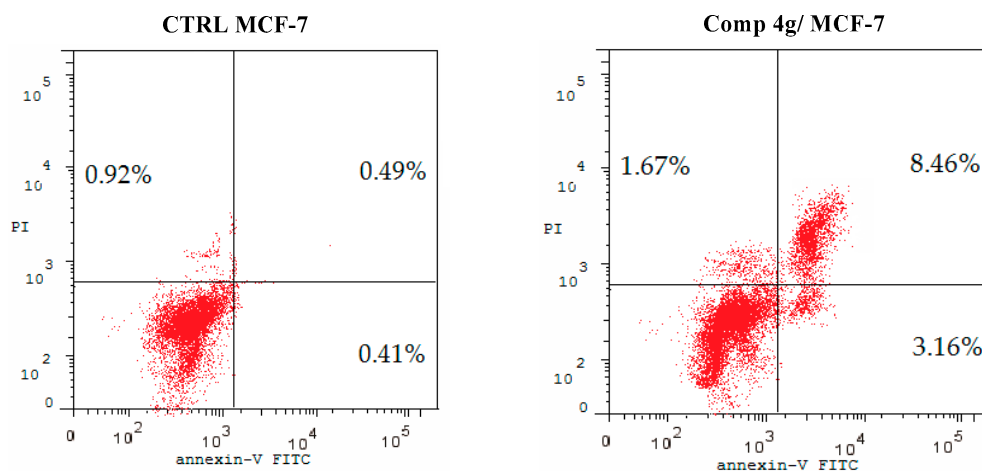 CTRL MCF-7
10 5
10 4
PI
10 3
10 2
0
0.92%
0.49%
0.41%
0 10 2 10 3 10 4 10 5
annexin-V FITC
Comp 4g/ MCF-7
10 5
10 4
PI
10 3
10 2
0
1.67%
8.46%
3.16%
0 10 2 10 3 10 4 10 5
annexin-V FITC